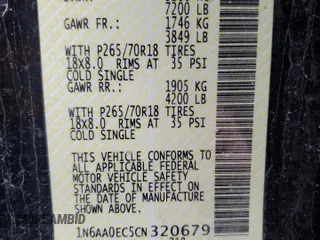 7200 LB
GAWR FR.: 1746 KG
3849 LB
WITH P265/70R18 TIRES
18X8.0 RIMS AT 35 PSI
COLD SINGLE
GAWR RR.: 1905 KG
4200 LB
WITH P265/70R18 TIRES
18X8.0 RIMS AT 35 PSI
COLD SINGLE
THIS VEHICLE CONFORMS TO
ALL APPLICABLE FEDERAL
MOTOR VEHICLE SAFETY
STANDARDS IN EFFECT ON
THE DATE OF MANUFACTURE
SHOWN ABOVE.
1N6AA0EC5CN320679